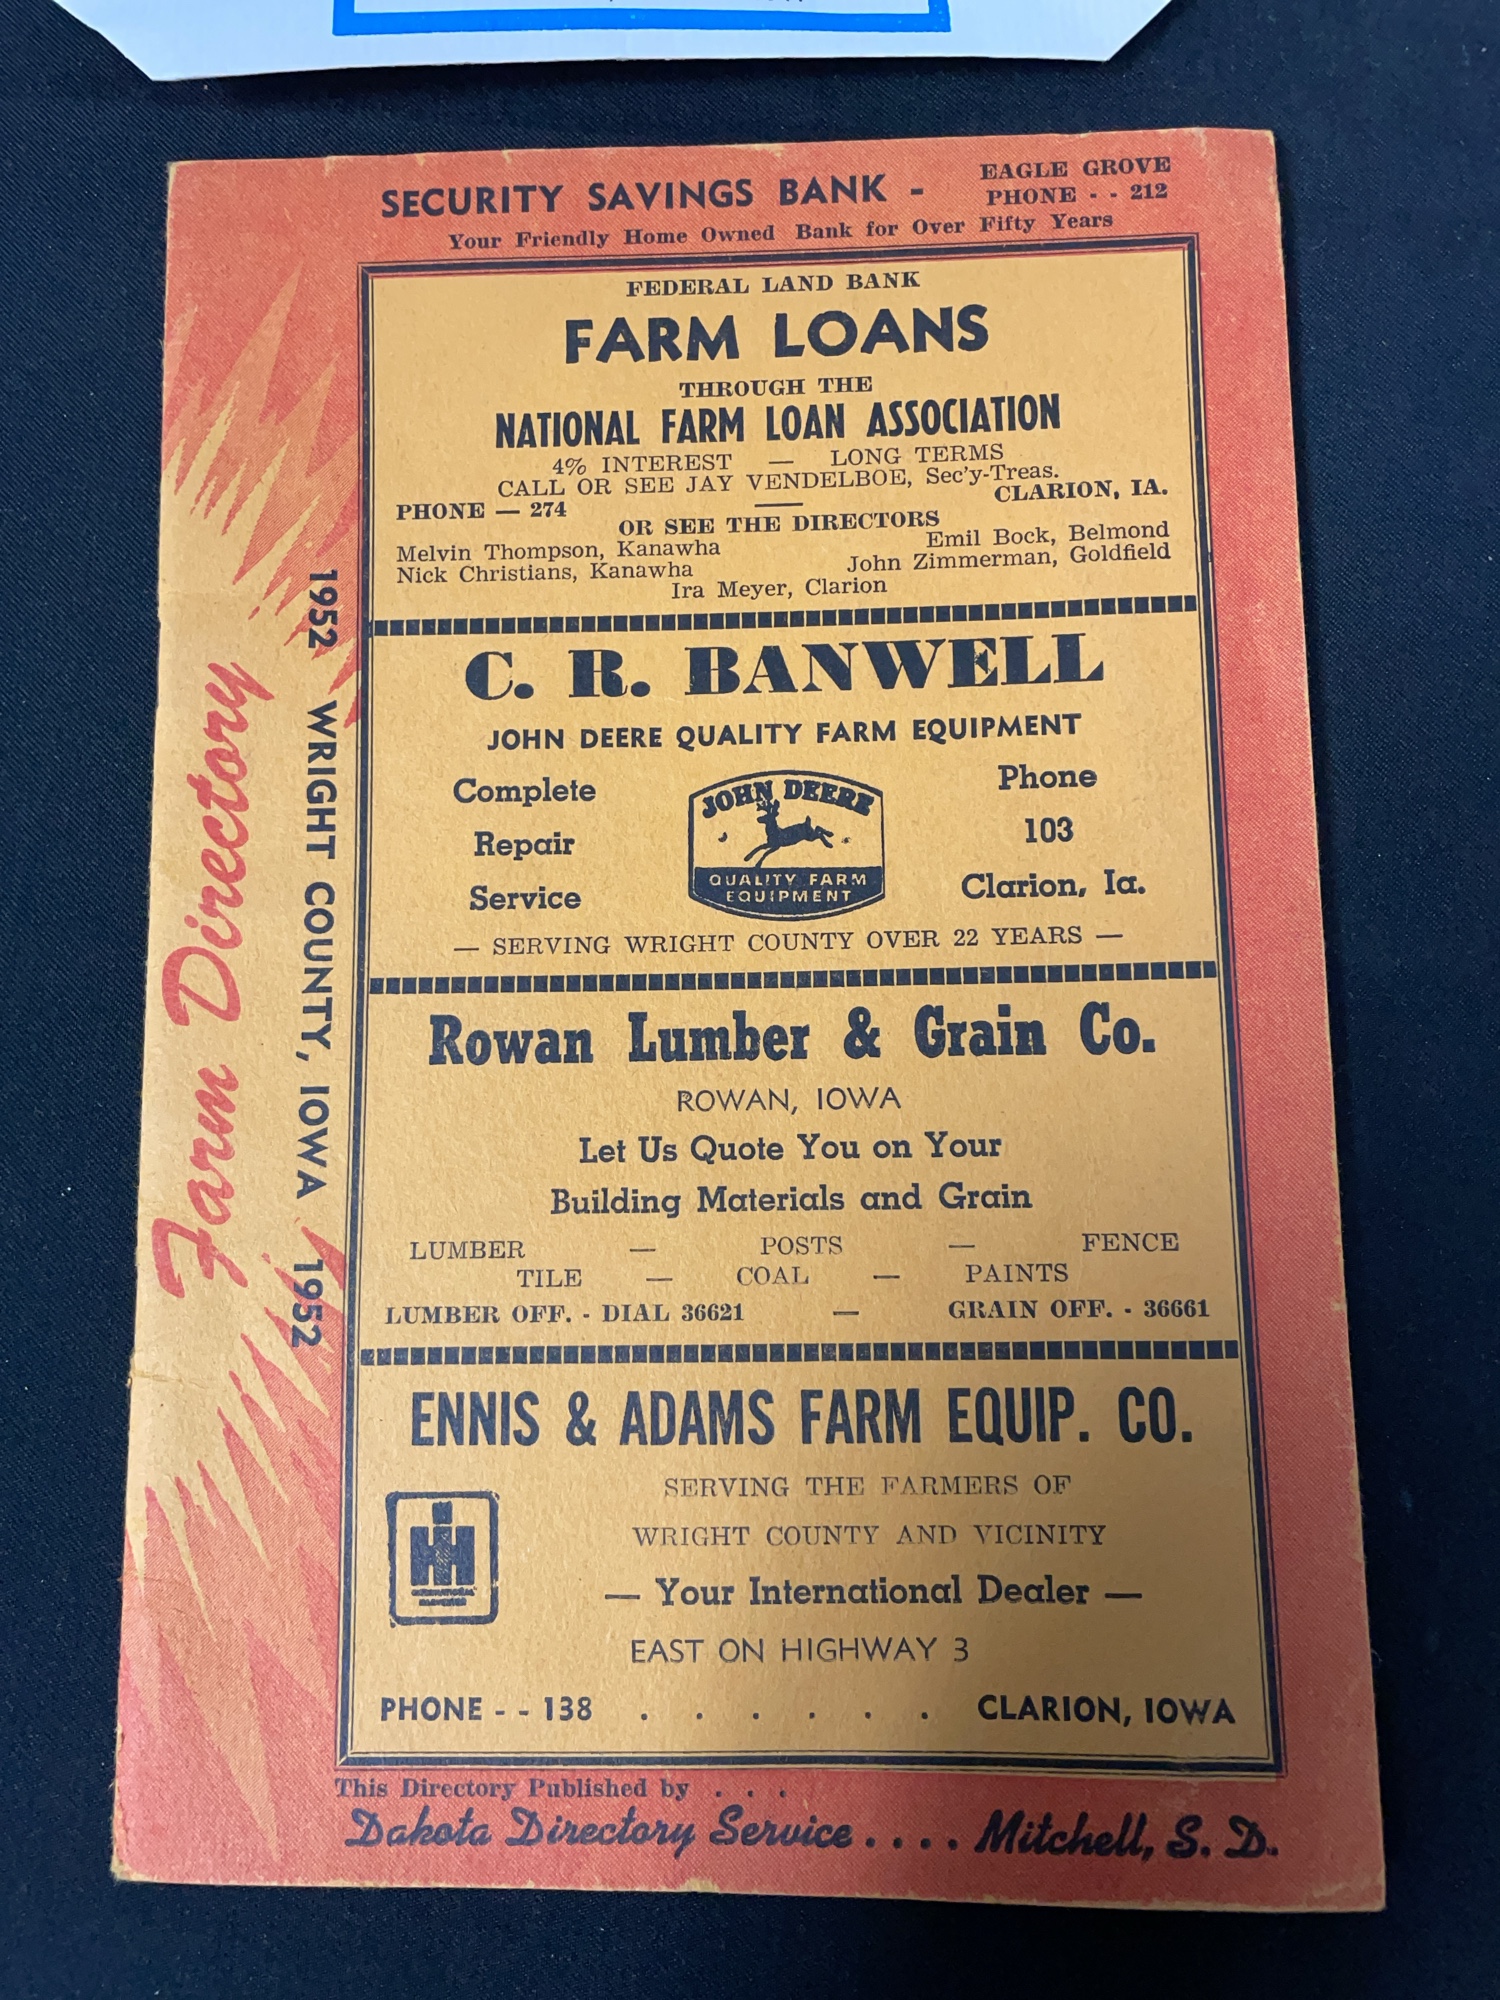 SECURITY SAVINGS BANK - EAGLE GROVE
PHONE - - 212
Your Friendly Home Owned Bank for Over Fifty Years
FEDERAL LAND BANK
FARM LOANS
THROUGH THE
NATIONAL FARM LOAN ASSOCIATION
4% INTEREST — LONG TERMS
CALL OR SEE JAY VENDELBOE, Sec'y-Treas.
PHONE — 274 CLARION, IA.
OR SEE THE DIRECTORS
Melvin Thompson, Kanawha Emil Bock, Belmond
Nick Christians, Kanawha John Zimmerman, Goldfield
Ira Meyer, Clarion
C. R. BANWELL
JOHN DEERE QUALITY FARM EQUIPMENT
Complete
Repair
Service
JOHN DEERE
QUALITY FARM
EQUIPMENT
Phone
103
Clarion, Ia.
— SERVING WRIGHT COUNTY OVER 22 YEARS —
Rowan Lumber & Grain Co.
ROWAN, IOWA
Let Us Quote You on Your
Building Materials and Grain
LUMBER — POSTS — FENCE
TILE — COAL — PAINTS
LUMBER OFF. - DIAL 36621 — GRAIN OFF. - 36661
ENNIS & ADAMS FARM EQUIP. CO.
SERVING THE FARMERS OF
WRIGHT COUNTY AND VICINITY
IH
INTERNATIONAL
HARVESTER
— Your International Dealer —
EAST ON HIGHWAY 3
PHONE - - 138 . . . . . . CLARION, IOWA
This Directory Published by . . .
Dakota Directory Service . . . . Mitchell, S. D.
Farm Directory
1952 WRIGHT COUNTY, IOWA 1952